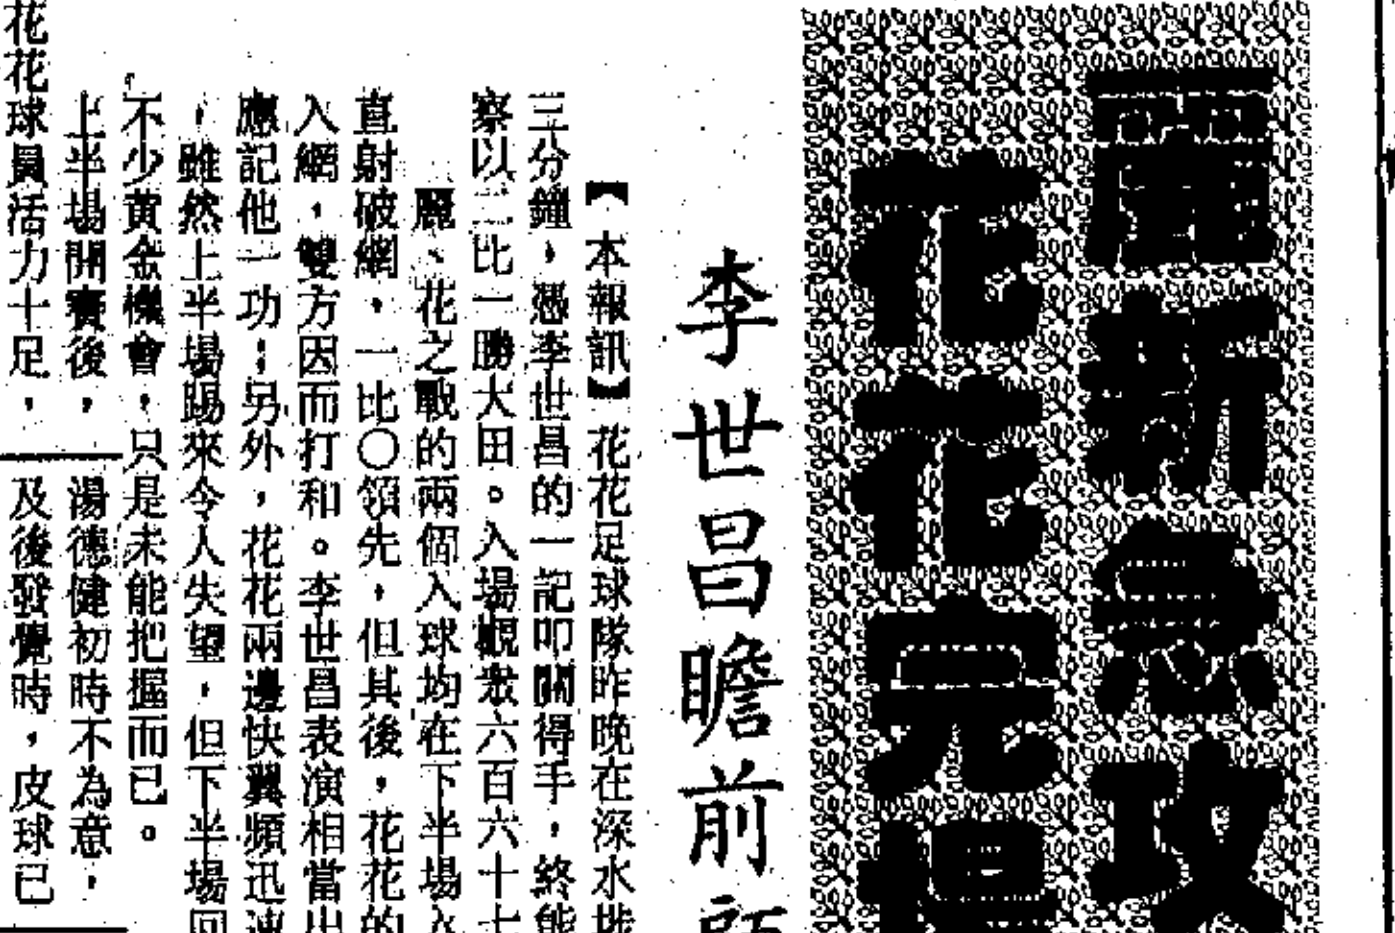 麗新急攻
花花完場
李世昌瞻前顧
【本報訊】花花足球隊昨晚在深水埗
三分鐘，憑李世昌的一記叩關得手，終能
察以二比一勝大田。入場觀眾六百六十七
麗、花之戰的兩個入球均在下半場入
直射破網，一比〇領先，但其後，花花的
入網，雙方因而打和。李世昌表演相當出
應記他一功；另外，花花兩邊快翼頻迅速
，雖然上半場踢來令人失望，但下半場回
不少黃金機會，只是未能把握而已。
上半場開賽後，
湯德健初時不為意，
花花球員活力十足，
及後發覺時，皮球已